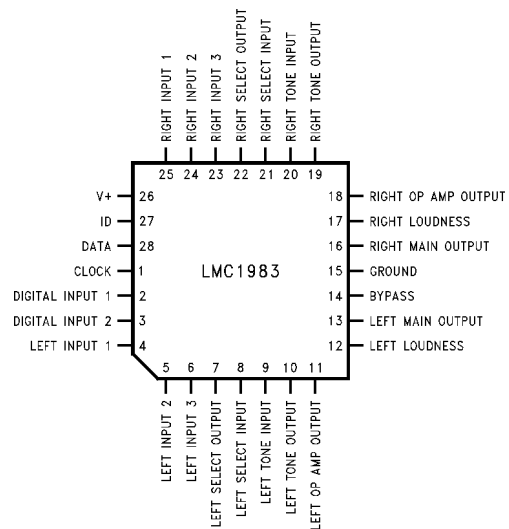 RIGHT INPUT 1
RIGHT INPUT 2
RIGHT INPUT 3
RIGHT SELECT OUTPUT
RIGHT SELECT INPUT
RIGHT TONE INPUT
RIGHT TONE OUTPUT
25 24 23 22 21 20 19
V+ 26
ID 27
DATA 28
CLOCK 1
DIGITAL INPUT 1 2
DIGITAL INPUT 2 3
LEFT INPUT 1 4
LMC1983
18 RIGHT OP AMP OUTPUT
17 RIGHT LOUDNESS
16 RIGHT MAIN OUTPUT
15 GROUND
14 BYPASS
13 LEFT MAIN OUTPUT
12 LEFT LOUDNESS
5 6 7 8 9 10 11
LEFT INPUT 2
LEFT INPUT 3
LEFT SELECT OUTPUT
LEFT SELECT INPUT
LEFT TONE INPUT
LEFT TONE OUTPUT
LEFT OP AMP OUTPUT